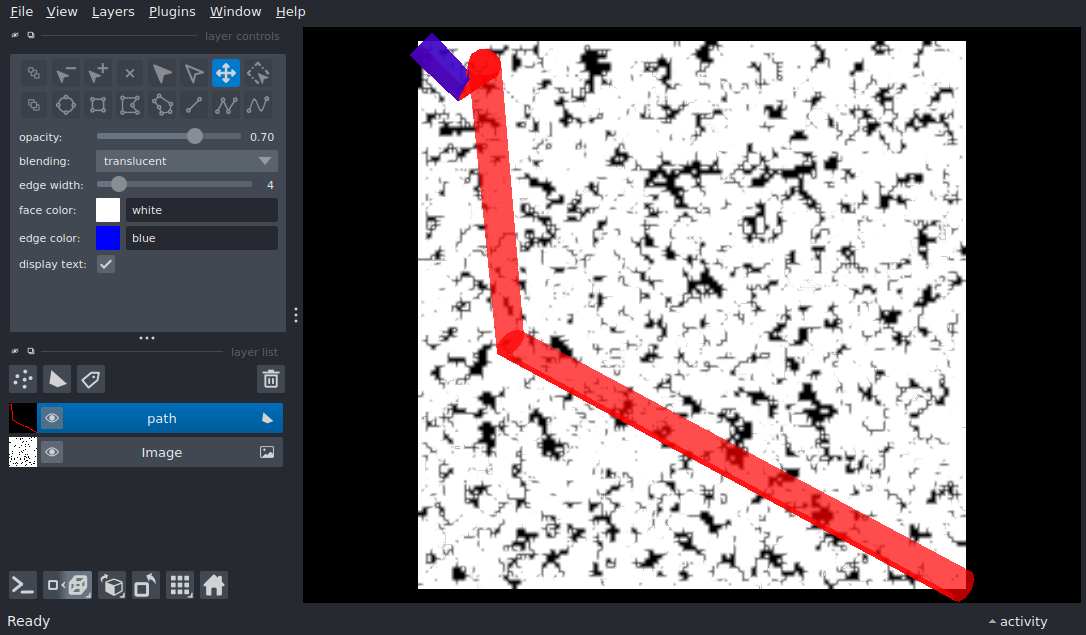 File View Layers Plugins Window Help
layer controls
opacity: 0.70
blending: translucent
edge width: 4
face color: white
edge color: blue
display text:
layer list
path
Image
Ready
activity